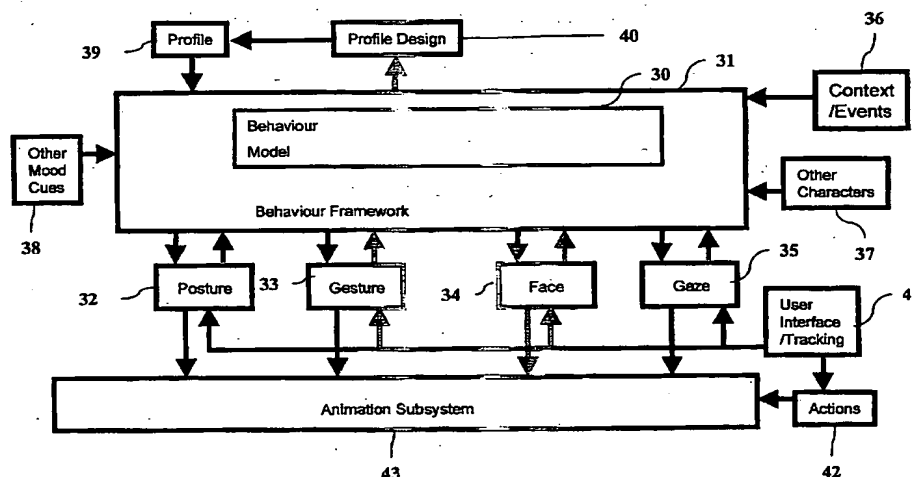 39
Profile
Profile Design
40
36
30
31
Context
/Events
Behaviour
Model
Other
Mood
Cues
Other
Characters
38
Behaviour Framework
37
32
Posture
33
Gesture
34
Face
35
Gaze
User
Interface
/Tracking
4
Animation Subsystem
Actions
43
42